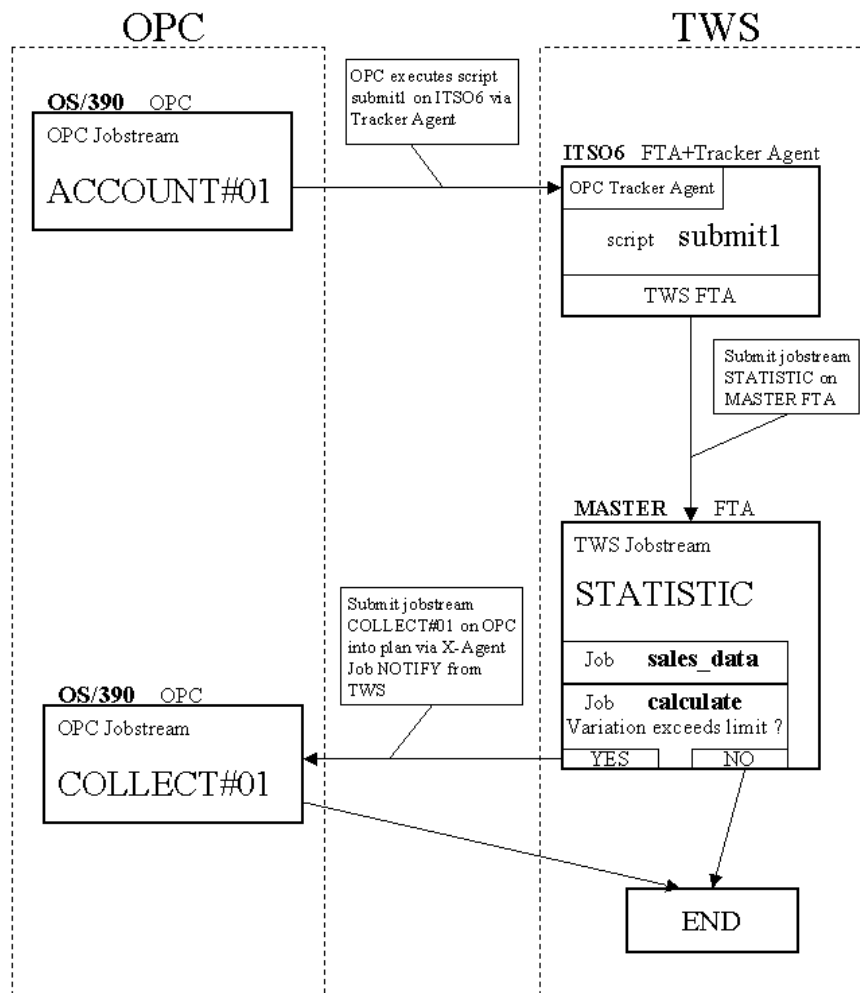 OPC
TWS
OPC executes script
submit1 on ITSO6 via
Tracker Agent
OS/390 OPC
OPC Jobstream
ACCOUNT#01
ITSO6 FTA+Tracker Agent
OPC Tracker Agent
script submit1
TWS FTA
Submit jobstream
STATISTIC on
MASTER FTA
MASTER FTA
TWS Jobstream
STATISTIC
Job sales_data
Job calculate
Variation exceeds limit ?
YES NO
Submit jobstream
COLLECT#01 on OPC
into plan via X-Agent
Job NOTIFY from
TWS
OS/390 OPC
OPC Jobstream
COLLECT#01
END